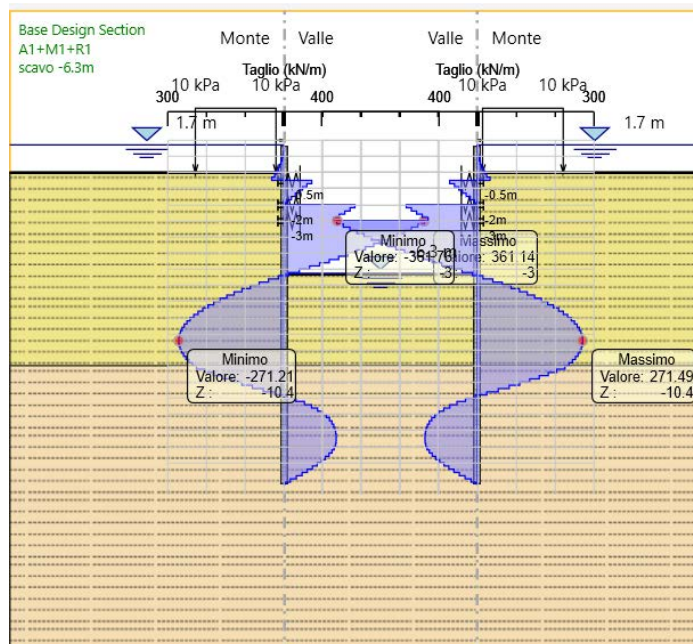 Base Design Section
A1+M1+R1
scavo -6.3m
Monte Valle Valle Monte
Taglio (kN/m) Taglio (kN/m)
10 kPa 10 kPa 10 kPa 10 kPa
300 400 400 300
1.7 m 1.7 m
-0.5m -0.5m
-2m -2m
-3m -3m
Minimo
Z : -3
Massimo
Valore: 361.14
Z : -3
Minimo
Valore: -271.21
Z : -10.4
Massimo
Valore: 271.49
Z : -10.4